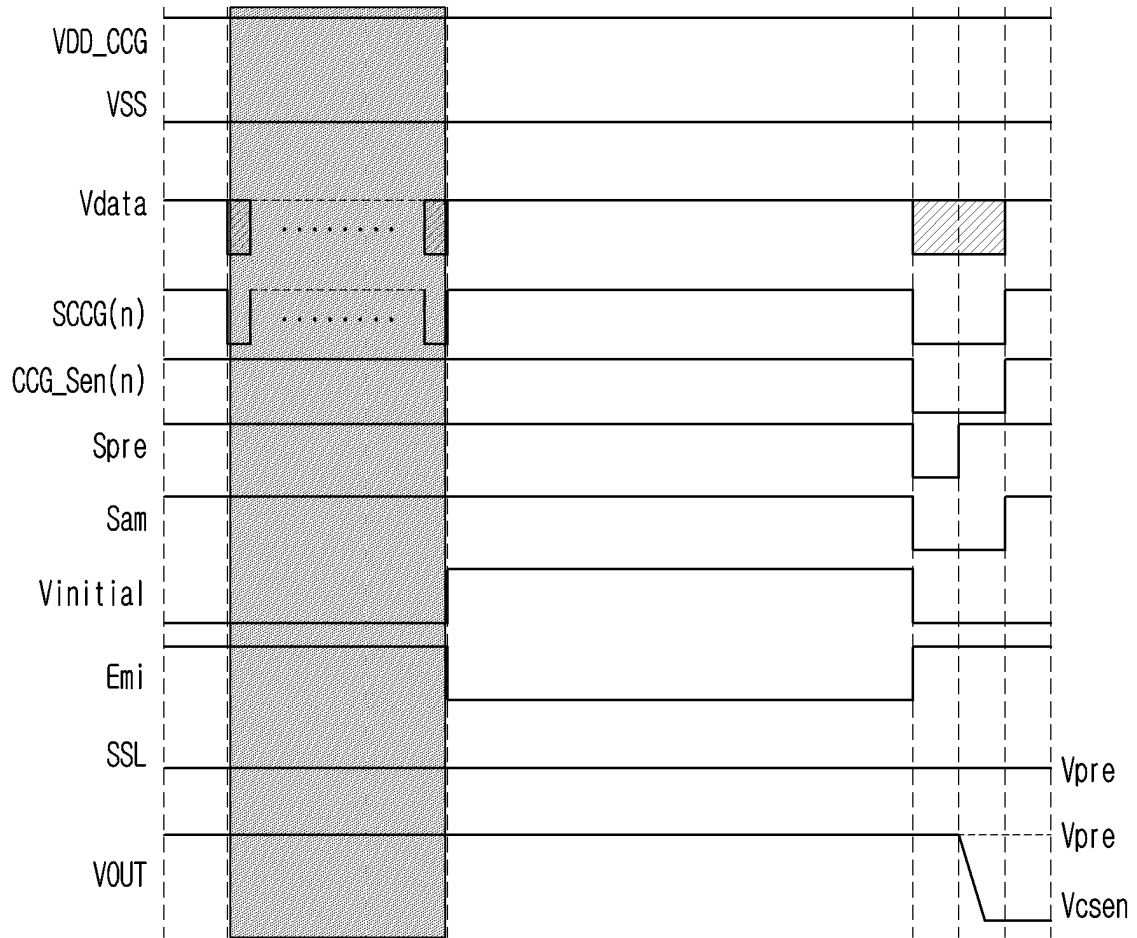 VDD_CCG
VSS
Vdata
SCCG(n)
CCG_Sen(n)
Spre
Sam
Vinitial
Emi
SSL
Vpre
Vpre
VOUT
Vcsen